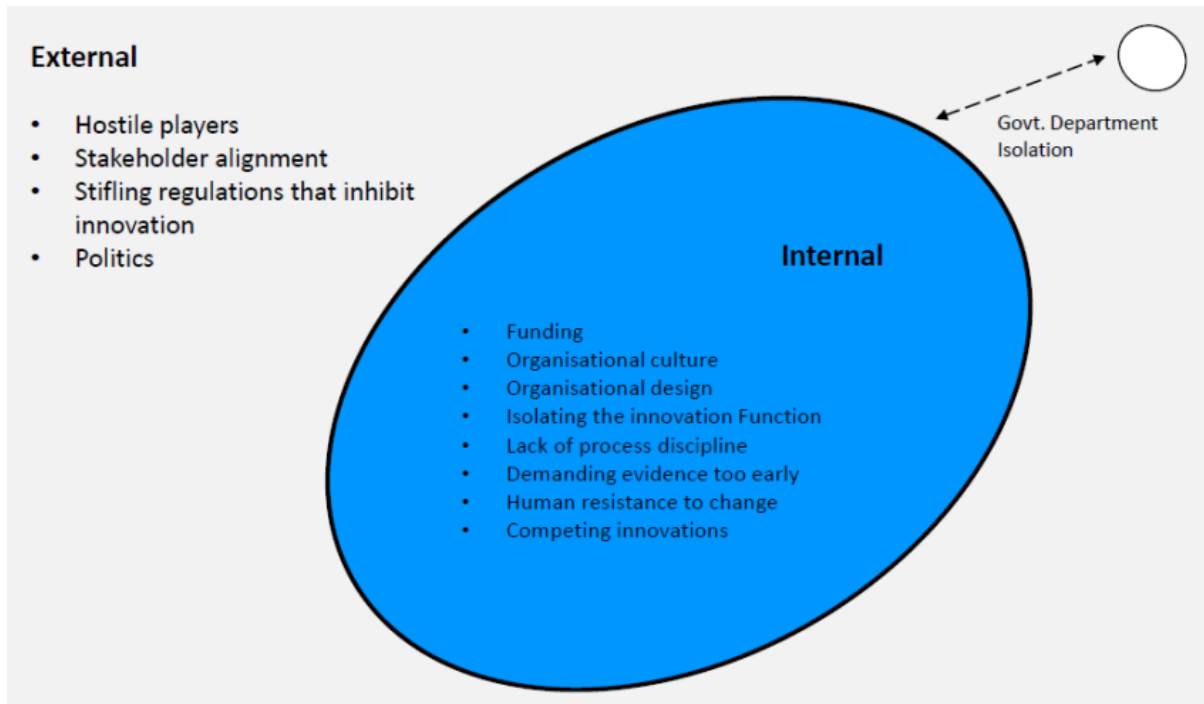 External
• Hostile players
• Stakeholder alignment
• Stifling regulations that inhibit
innovation
• Politics
Govt. Department
Isolation
Internal
• Funding
• Organisational culture
• Organisational design
• Isolating the innovation Function
• Lack of process discipline
• Demanding evidence too early
• Human resistance to change
• Competing innovations